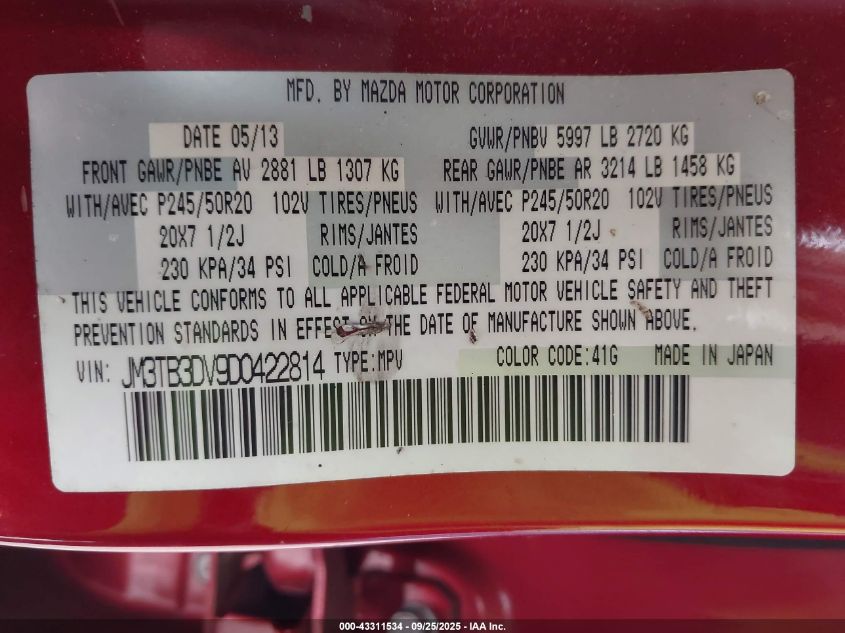 MFD. BY MAZDA MOTOR CORPORATION
DATE 05/13 GVWR/PNBV 5997 LB 2720 KG
FRONT GAWR/PNBE AV 2881 LB 1307 KG REAR GAWR/PNBE AR 3214 LB 1458 KG
WITH/AVEC P245/50R20 102V TIRES/PNEUS WITH/AVEC P245/50R20 102V TIRES/PNEUS
20X7 1/2J RIMS/JANTES 20X7 1/2J RIMS/JANTES
230 KPA/34 PSI COLD/A FROID 230 KPA/34 PSI COLD/A FROID
THIS VEHICLE CONFORMS TO ALL APPLICABLE FEDERAL MOTOR VEHICLE SAFETY AND THEFT
PREVENTION STANDARDS IN EFFECT ON THE DATE OF MANUFACTURE SHOWN ABOVE.
VIN: JM3TB3DV9D0422814 TYPE:MPV COLOR CODE:41G MADE IN JAPAN
000-43311534 - 09/25/2025 - IAA Inc.